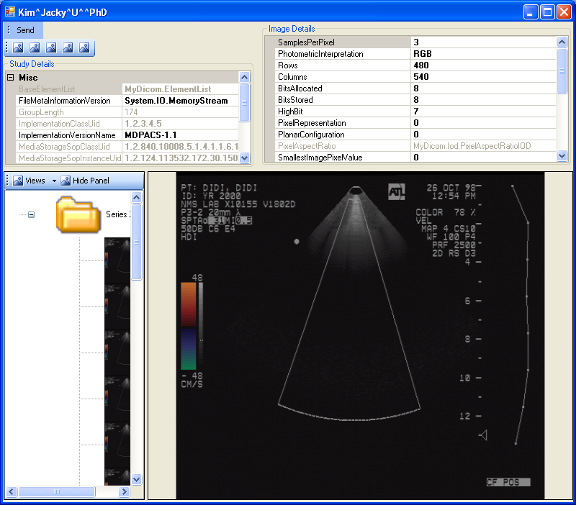 Kim^Jacky^U^^PhD
Send
Study Details
Misc
BaseElementList MyDicom.ElementList
FileMetaInformationVersion System.IO.MemoryStream
GroupLength 174
ImplementationClassUid 1.2.3.4.5
ImplementationVersionName MDPACS-1.1
MediaStorageSopClassUid 1.2.840.10008.5.1.4.1.1.6.1
MediaStorageSopInstanceUid 1.2.124.113532.172.30.150
Image Details
SamplesPerPixel 3
PhotometricInterpretation RGB
Rows 480
Columns 540
BitsAllocated 8
BitsStored 8
HighBit 7
PixelRepresentation 0
PlanarConfiguration 0
PixelAspectRatio MyDicom.Iod.PixelAspectRatioIOD
SmallestImagePixelValue 0
Views Hide Panel
Series
PT: DIDI, DIDI
ID: YR 2000
NMS LAB X10155 V1802D
P3-2 20mm
SPTA 31MI0.5
50DB C6 E4
HDI
ATL
26 OCT 98
12:54 PM
COLOR 78 %
VEL
MAP 4 CS10
WF 100 P4
PRF 2500
2D RS D3
48
- 48
CM/S
4
6
8
10
12
CF POS